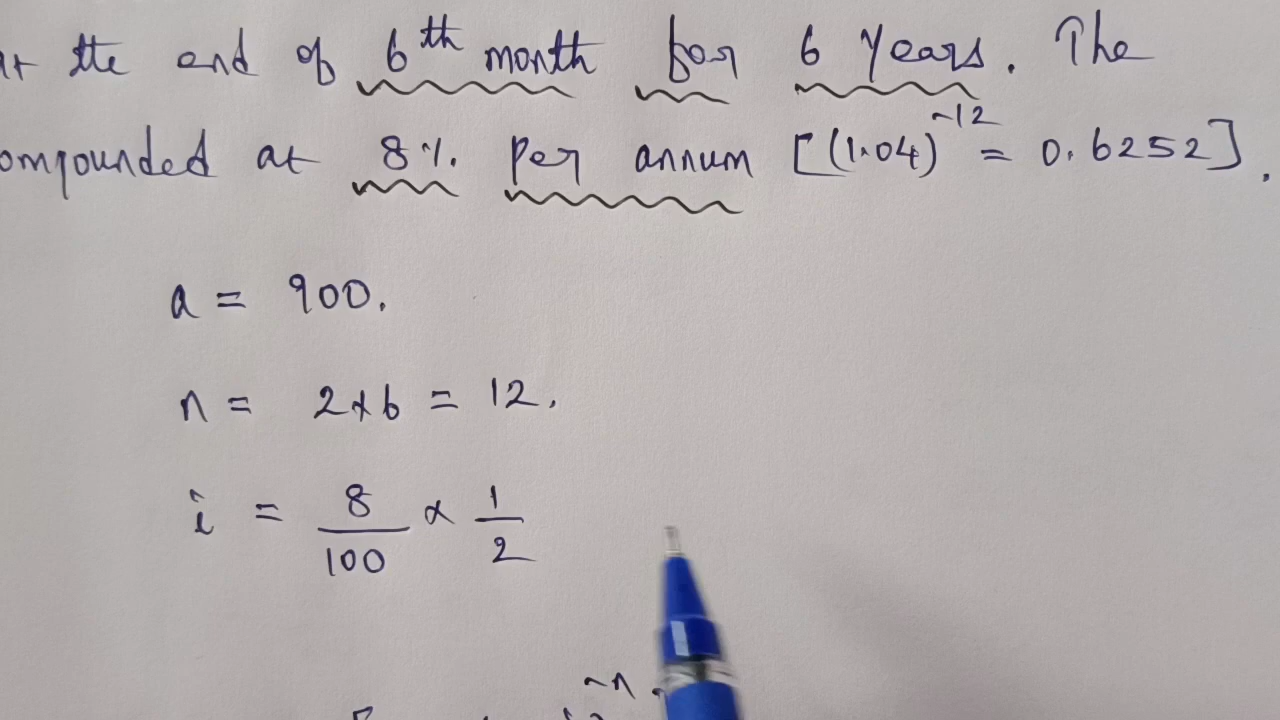 at the end of 6th month for 6 Years. The
ompounded at 8%. Per annum [(1.04)^-12 = 0.6252].
a = 900.
n = 2×6 = 12.
i = 8/100 × 1/2
-n